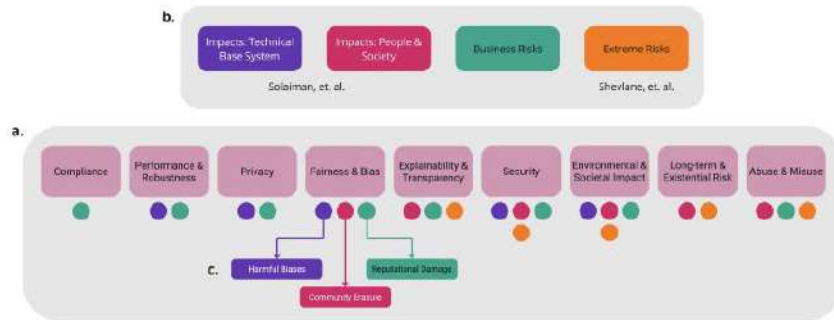 b.
Impacts: Technical
Base System
Impacts: People &
Society
Business Risks
Extreme Risks
Solaiman, et. al.
Shevlane, et. al.
a.
Compliance
Performance &
Robustness
Privacy
Fairness & Bias
Explainability &
Transparency
Security
Environmental &
Societal Impact
Long-term &
Existential Risk
Abuse & Misuse
c.
Harmful Biases
Reputational Damage
Community Erasure